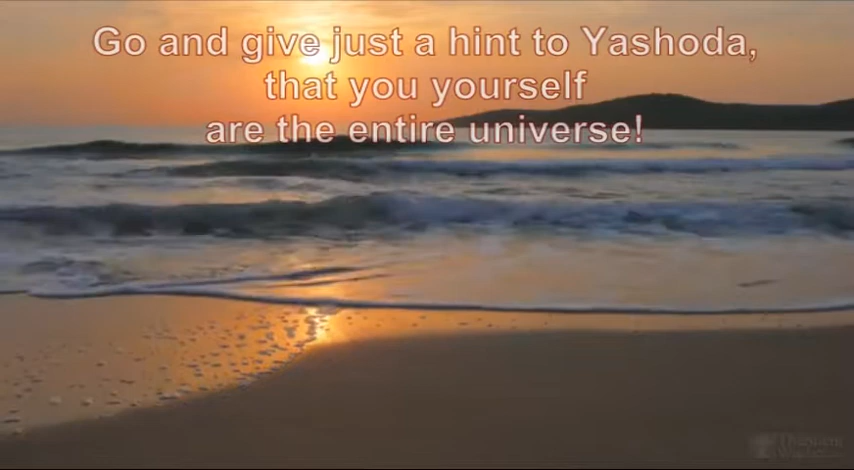 Go and give just a hint to Yashoda,
that you yourself
are the entire universe!